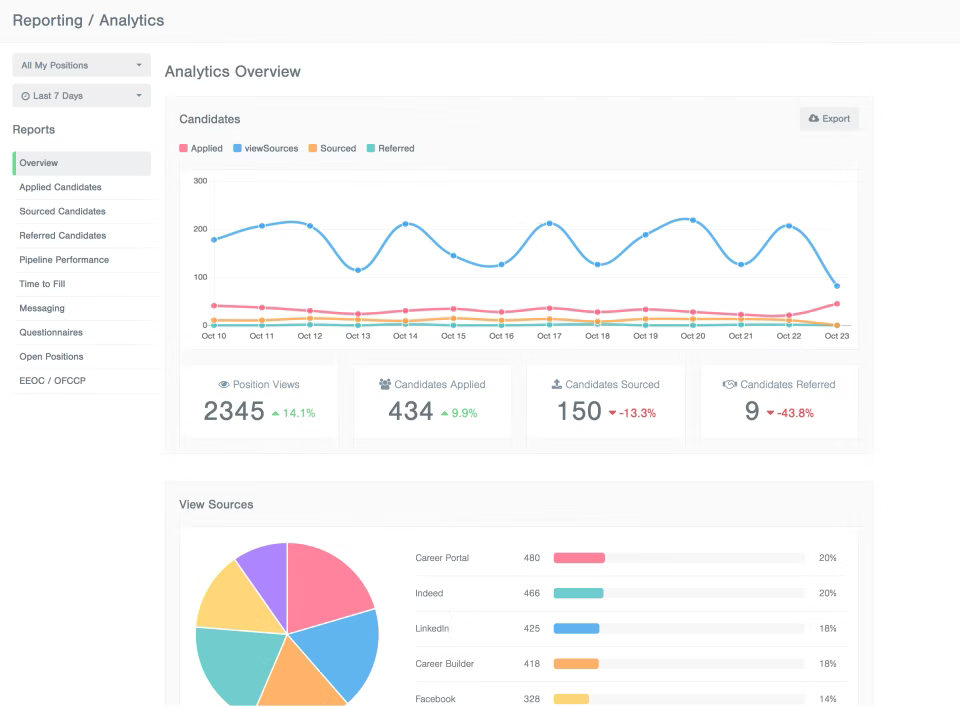 Reporting / Analytics
All My Positions
Last 7 Days
Reports
Overview
Applied Candidates
Sourced Candidates
Referred Candidates
Pipeline Performance
Time to Fill
Messaging
Questionnaires
Open Positions
EEOC / OFCCP
Analytics Overview
Candidates
Export
Applied viewSources Sourced Referred
300
200
100
0
Oct 10 Oct 11 Oct 12 Oct 13 Oct 14 Oct 15 Oct 16 Oct 17 Oct 18 Oct 19 Oct 20 Oct 21 Oct 22 Oct 23
Position Views
2345 14.1%
Candidates Applied
434 9.9%
Candidates Sourced
150 -13.3%
Candidates Referred
9 -43.8%
View Sources
Career Portal 480 20%
Indeed 466 20%
LinkedIn 425 18%
Career Builder 418 18%
Facebook 328 14%